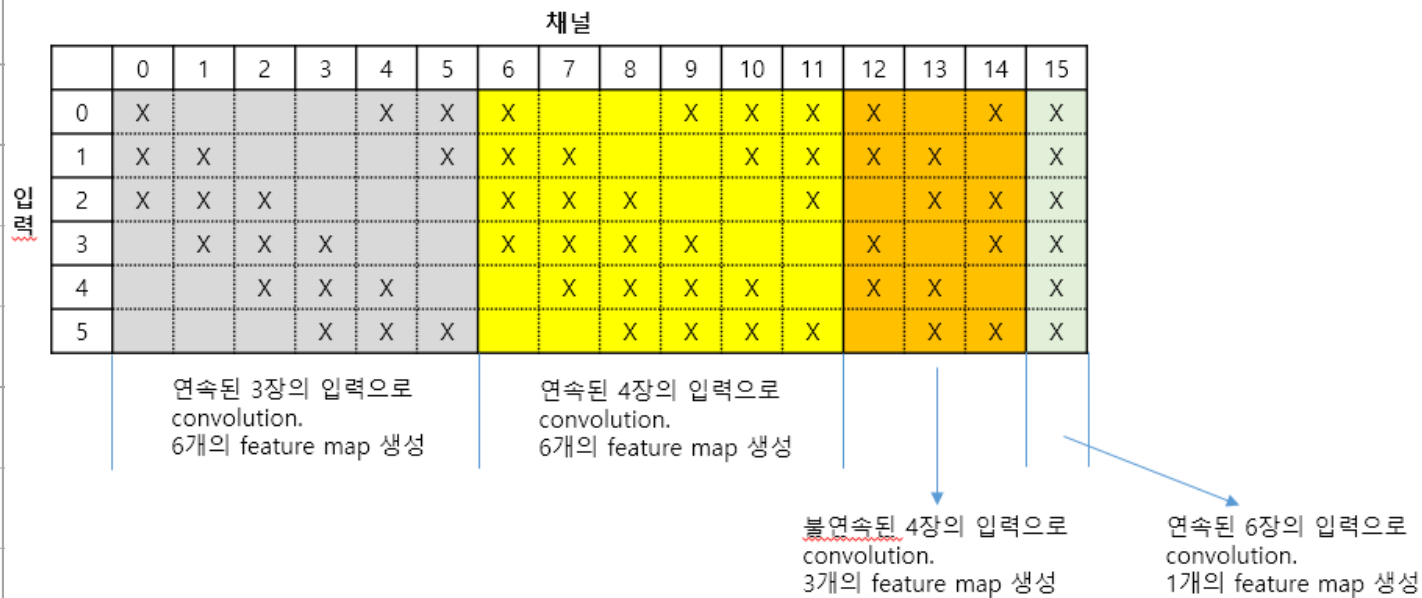 채널
0 1 2 3 4 5 6 7 8 9 10 11 12 13 14 15
0 X X X X X X X X X X
1 X X X X X X X X X X
2 X X X X X X X X X X
3 X X X X X X X X X X
4 X X X X X X X X X X
5 X X X X X X X X X X
입력
연속된 3장의 입력으로
convolution.
6개의 feature map 생성
연속된 4장의 입력으로
convolution.
6개의 feature map 생성
불연속된 4장의 입력으로
convolution.
3개의 feature map 생성
연속된 6장의 입력으로
convolution.
1개의 feature map 생성